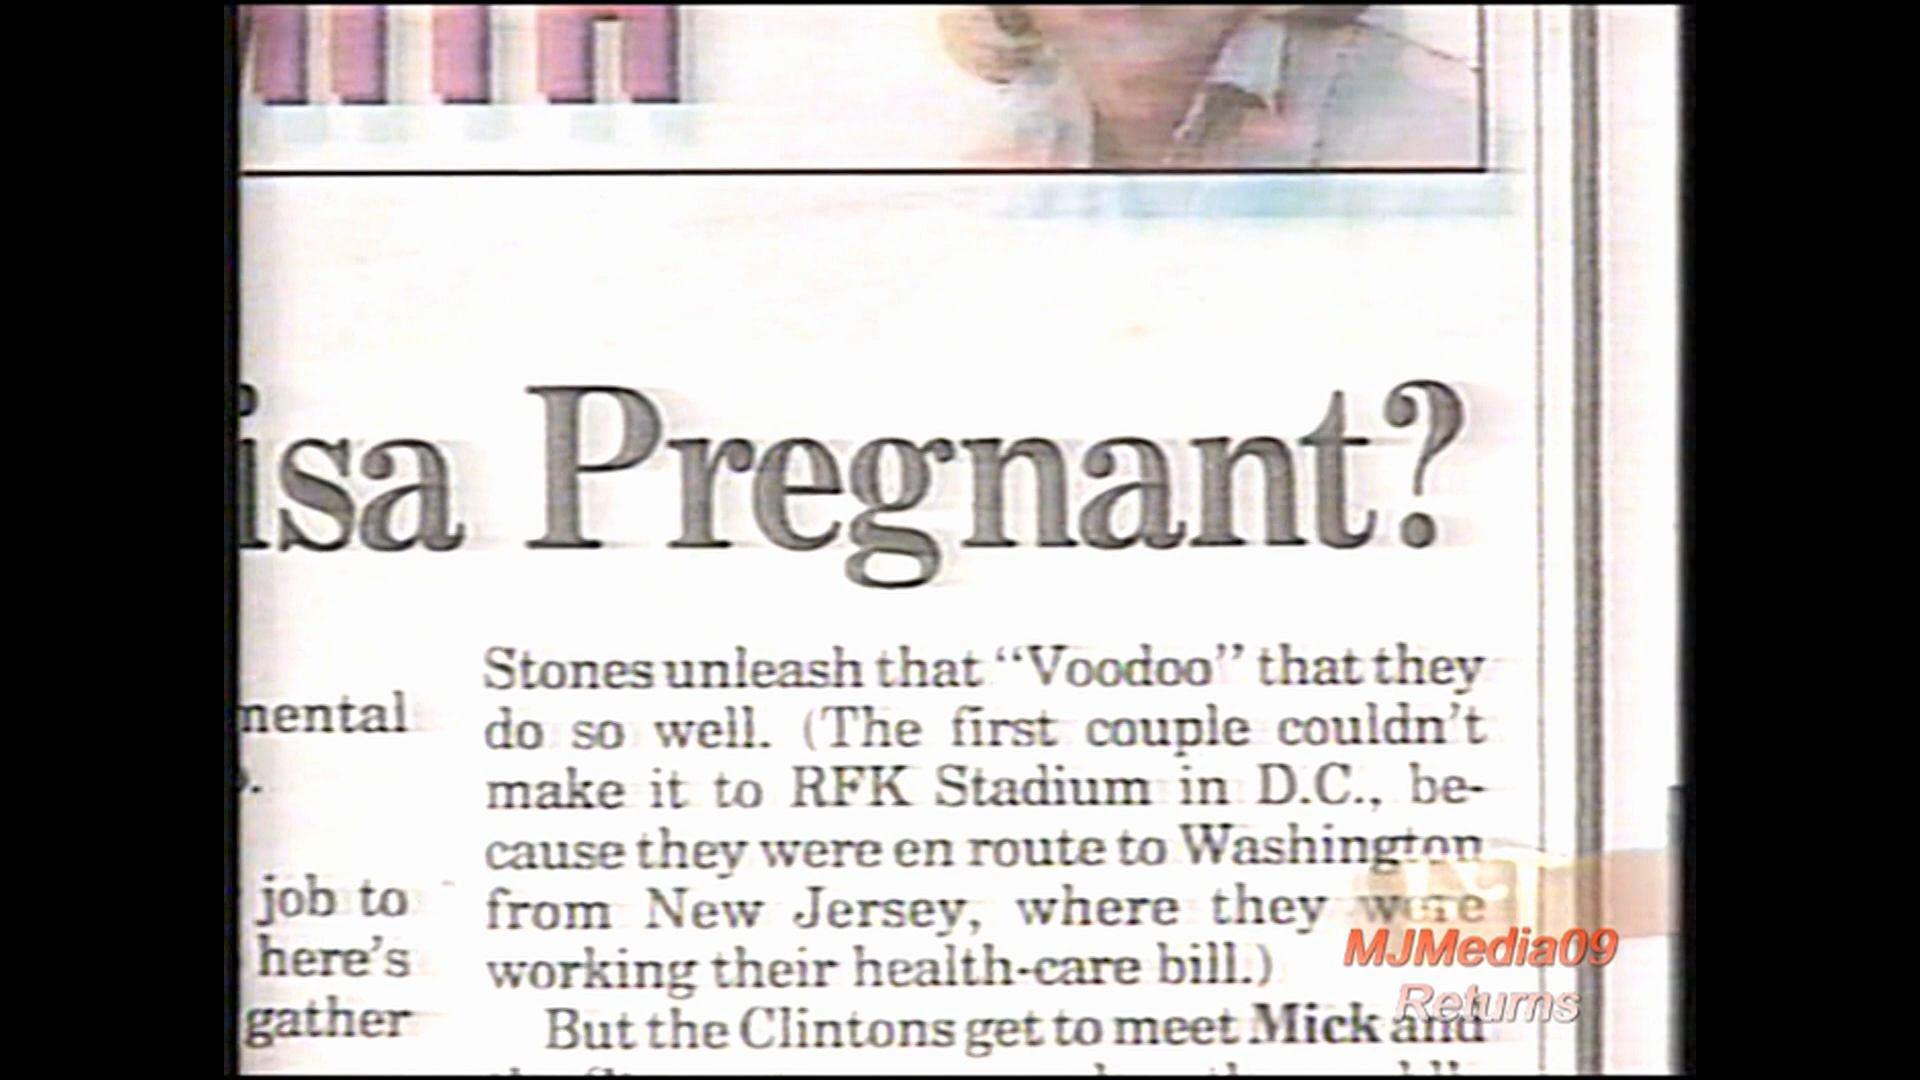 isa Pregnant?
mental
job to
here's
gather
Stones unleash that “Voodoo” that they
do so well. (The first couple couldn't
make it to RFK Stadium in D.C., be-
cause they were en route to Washington
from New Jersey, where they were
working their health-care bill.)
But the Clintons get to meet Mick and
ET
MJMedia09
Returns